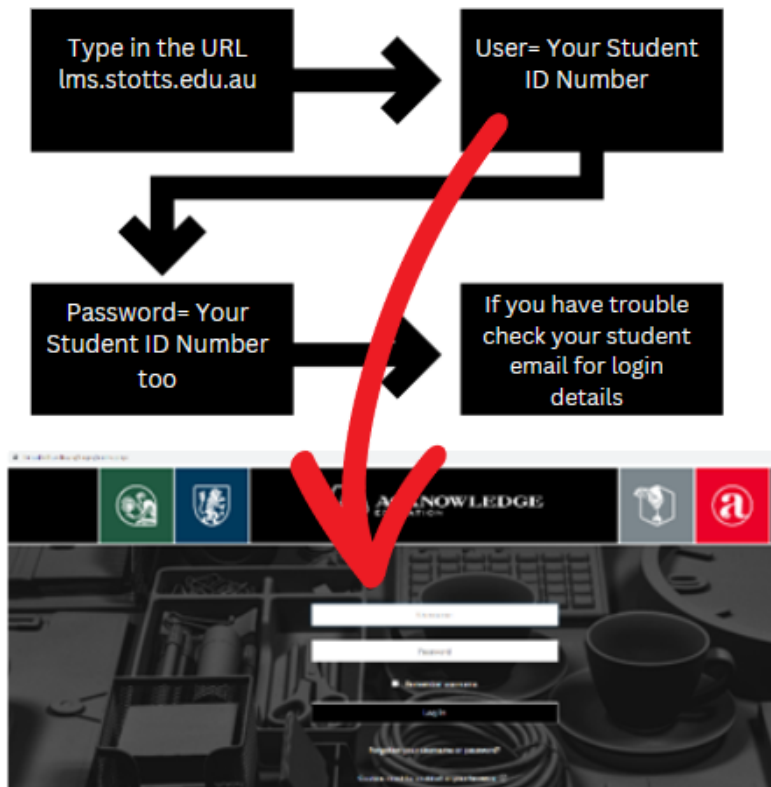 Type in the URL
lms.stotts.edu.au
User= Your Student
ID Number
Password= Your
Student ID Number
too
If you have trouble
check your student
email for login
details
ACKNOWLEDGE
EDUCATION
a
Username
Password
Remember username
Log in
Forgotten your username or password?